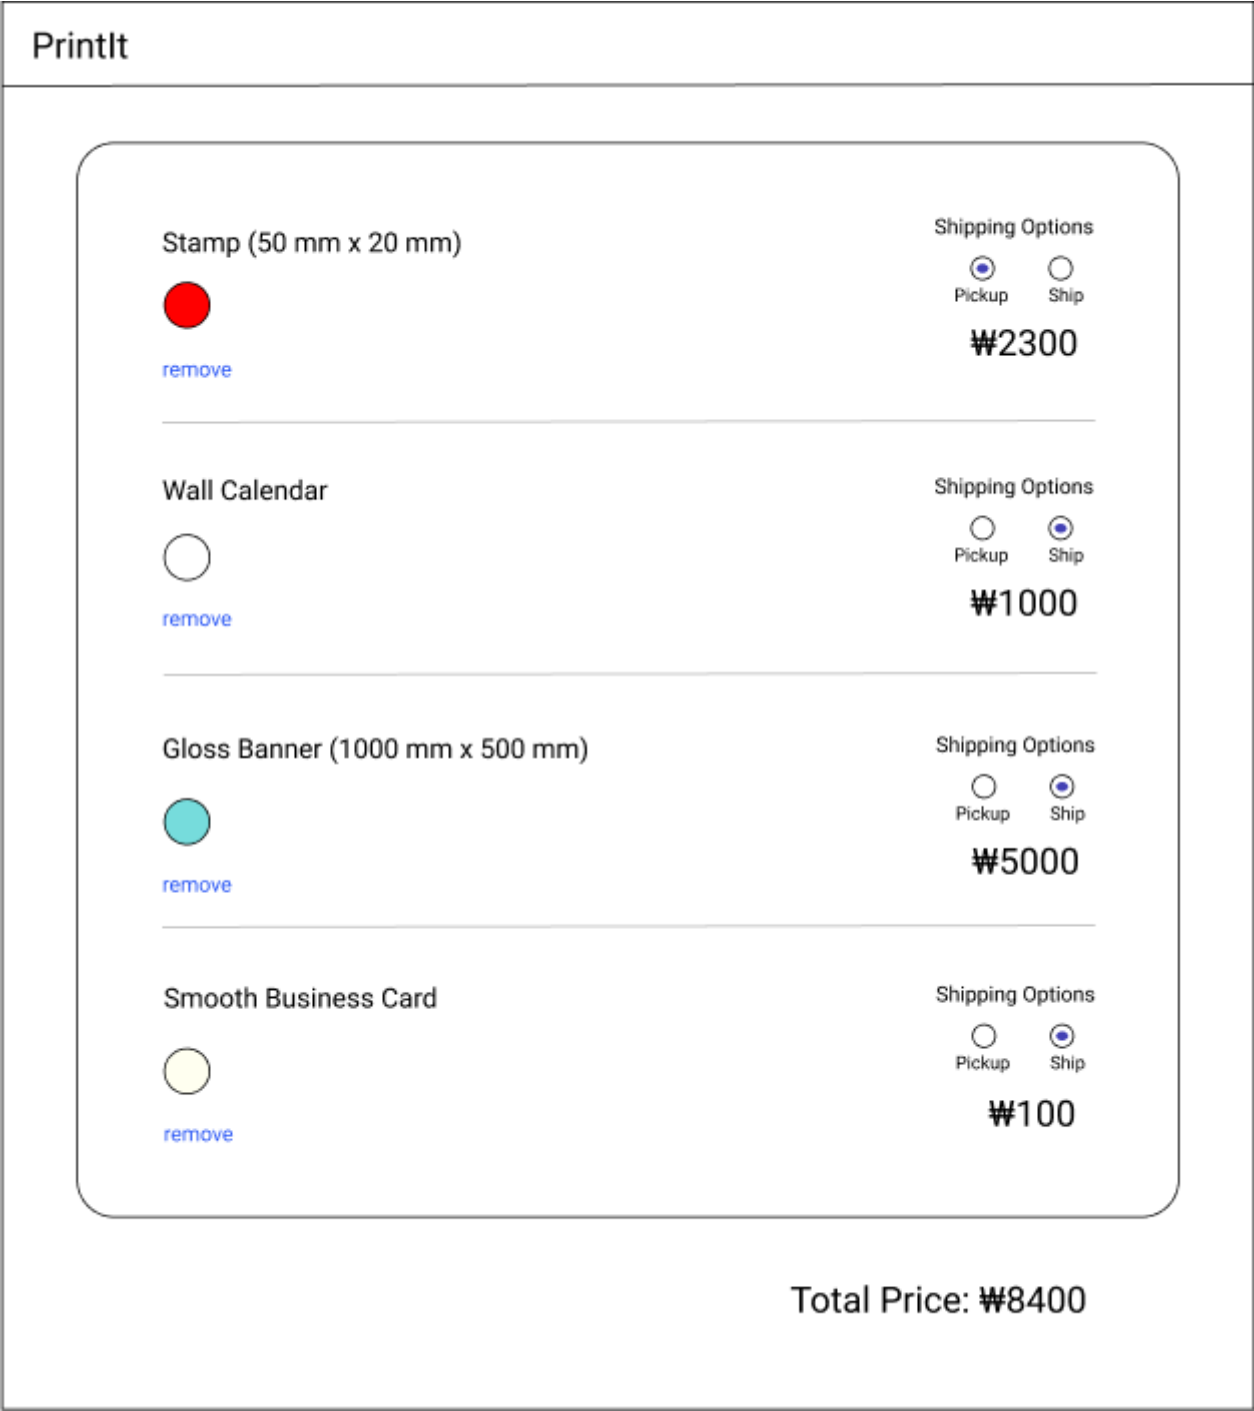 PrintIt
Stamp (50 mm x 20 mm)
Shipping Options
Pickup Ship
₩2300
remove
Wall Calendar
Shipping Options
Pickup Ship
₩1000
remove
Gloss Banner (1000 mm x 500 mm)
Shipping Options
Pickup Ship
₩5000
remove
Smooth Business Card
Shipping Options
Pickup Ship
₩100
remove
Total Price: ₩8400